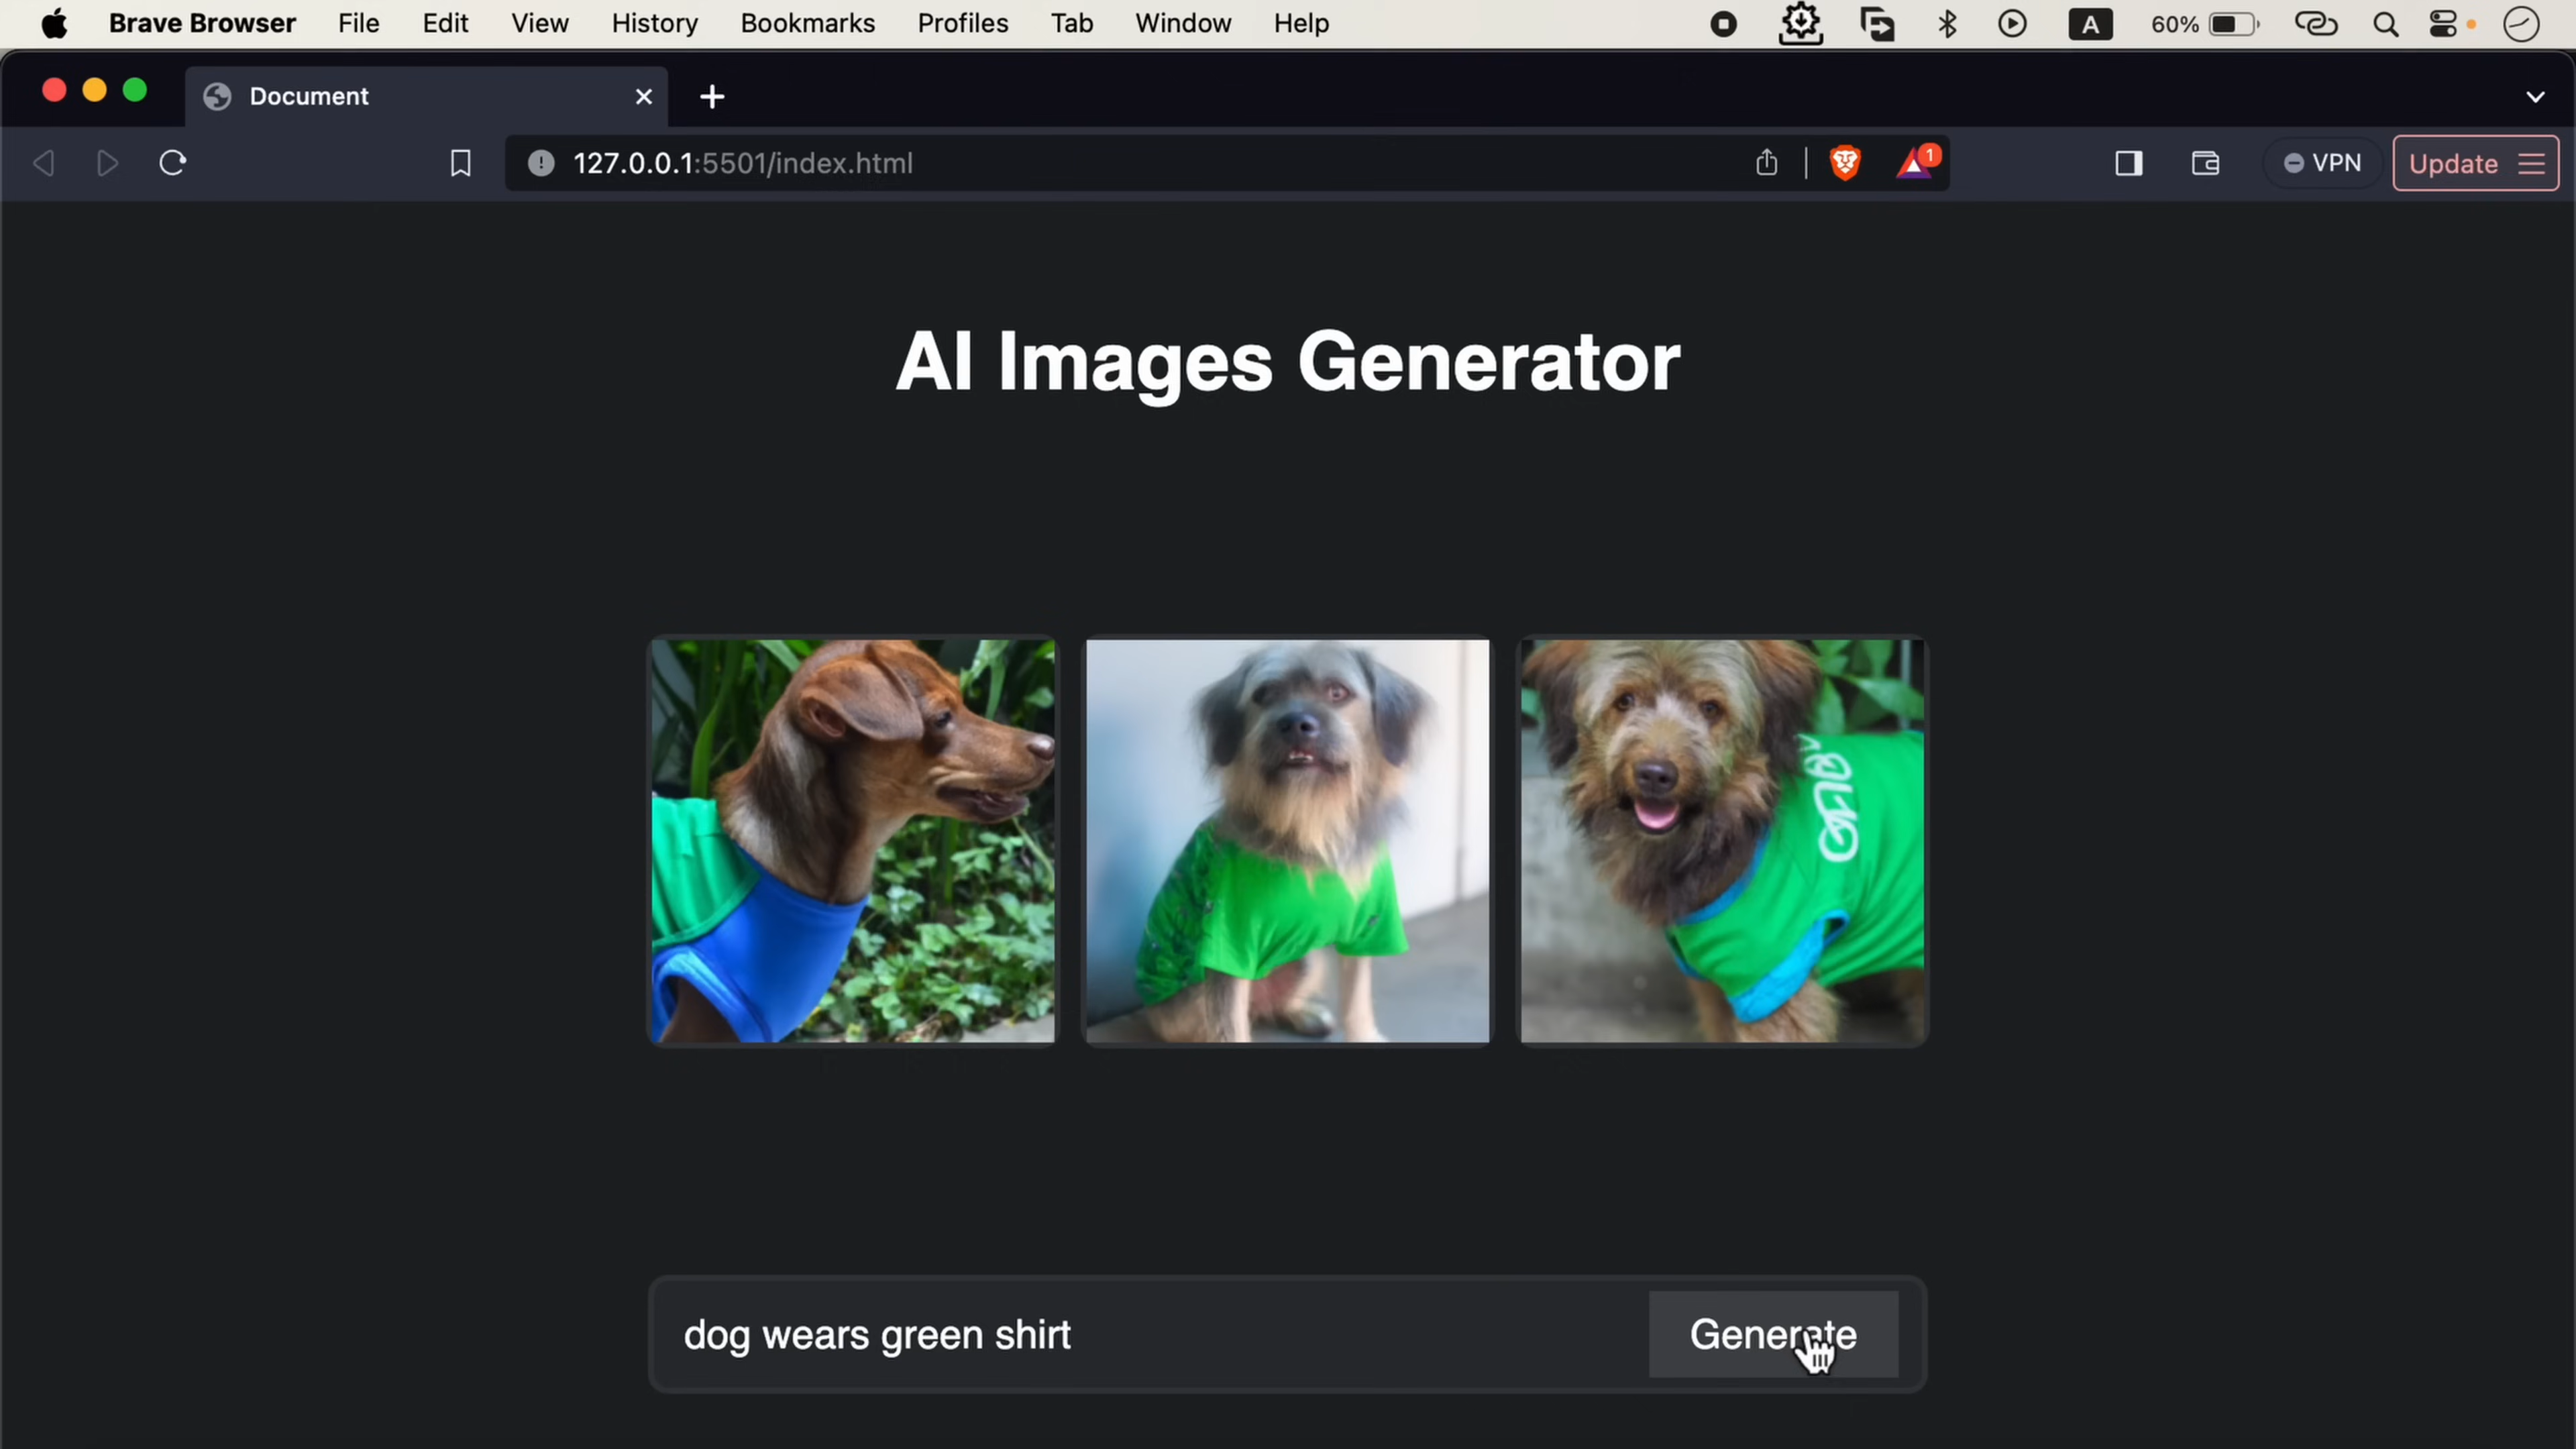 Brave Browser File Edit View History Bookmarks Profiles Tab Window Help A 60%
Document
127.0.0.1:5501/index.html 1 VPN Update
AI Images Generator
dog wears green shirt Generate